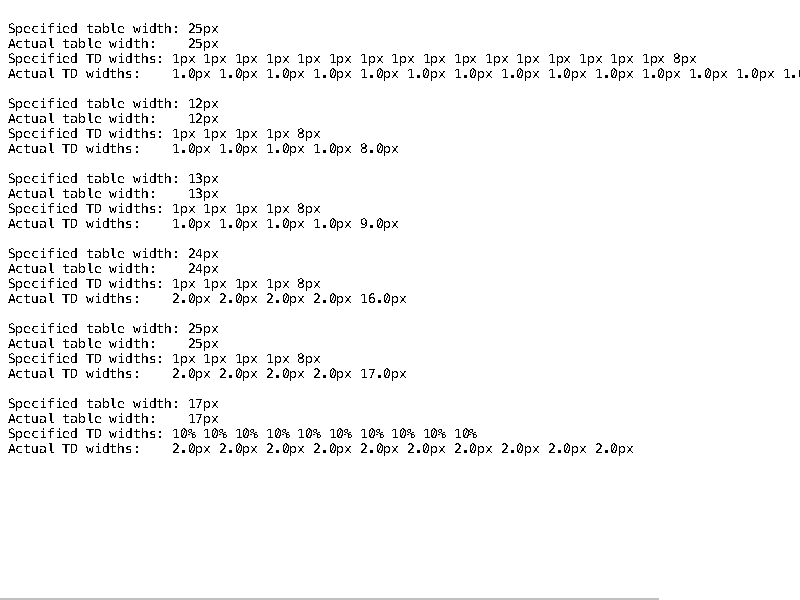 Specified table width: 25px
Actual table width:    25px
Specified TD widths: 1px 1px 1px 1px 1px 1px 1px 1px 1px 1px 1px 1px 1px 1px 1px 1px 8px
Actual TD widths:    1.0px 1.0px 1.0px 1.0px 1.0px 1.0px 1.0px 1.0px 1.0px 1.0px 1.0px 1.0px 1.0px 1.
Specified table width: 12px
Actual table width:    12px
Specified TD widths: 1px 1px 1px 1px 8px
Actual TD widths:    1.0px 1.0px 1.0px 1.0px 8.0px
Specified table width: 13px
Actual table width:    13px
Specified TD widths: 1px 1px 1px 1px 8px
Actual TD widths:    1.0px 1.0px 1.0px 1.0px 9.0px
Specified table width: 24px
Actual table width:    24px
Specified TD widths: 1px 1px 1px 1px 8px
Actual TD widths:    2.0px 2.0px 2.0px 2.0px 16.0px
Specified table width: 25px
Actual table width:    25px
Specified TD widths: 1px 1px 1px 1px 8px
Actual TD widths:    2.0px 2.0px 2.0px 2.0px 17.0px
Specified table width: 17px
Actual table width:    17px
Specified TD widths: 10% 10% 10% 10% 10% 10% 10% 10% 10% 10%
Actual TD widths:    2.0px 2.0px 2.0px 2.0px 2.0px 2.0px 2.0px 2.0px 2.0px 2.0px